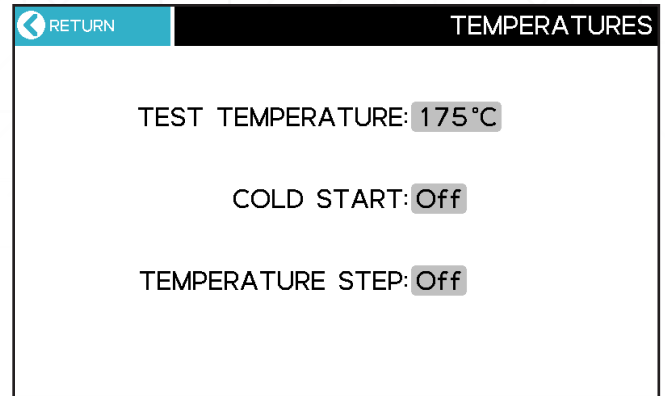 RETURN
TEMPERATURES
TEST TEMPERATURE: 175°C
COLD START: Off
TEMPERATURE STEP: Off